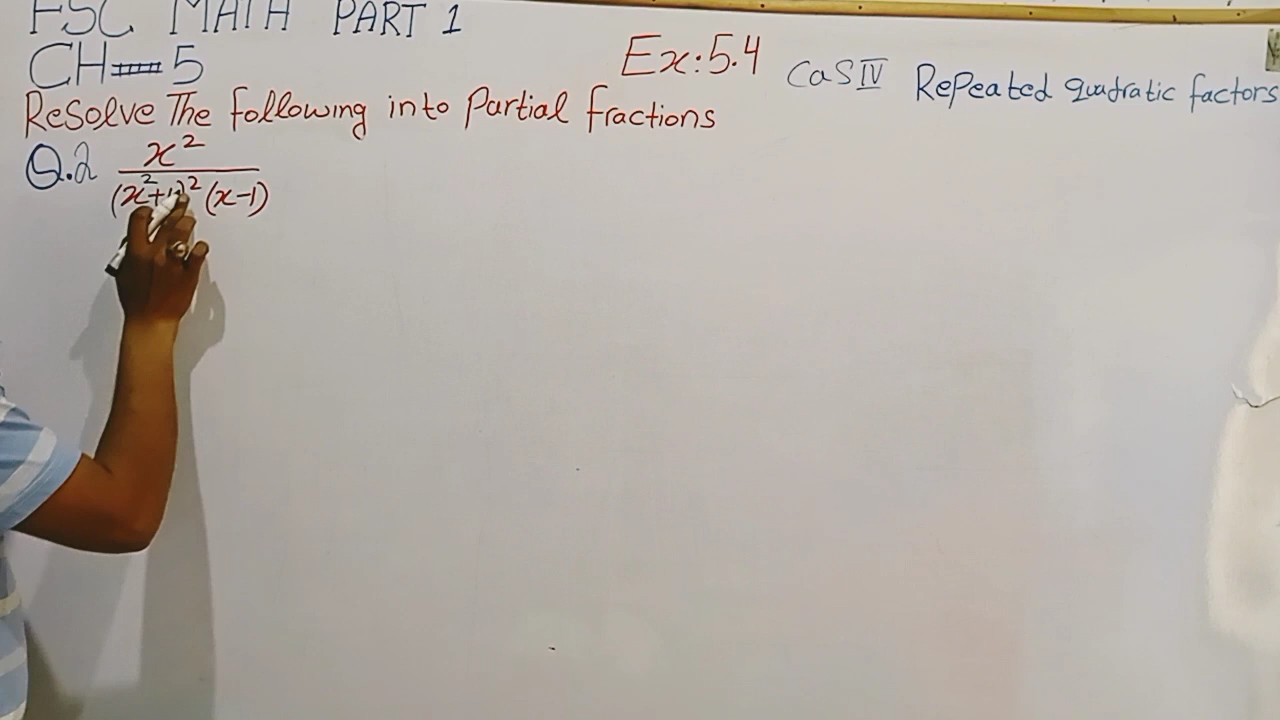 FSC MATH PART 1
CH 5
Ex: 5.4 CaS IV Repeated quadratic factors
Resolve The following into Partial fractions
Q.2 x²
(x²+1)² (x-1)